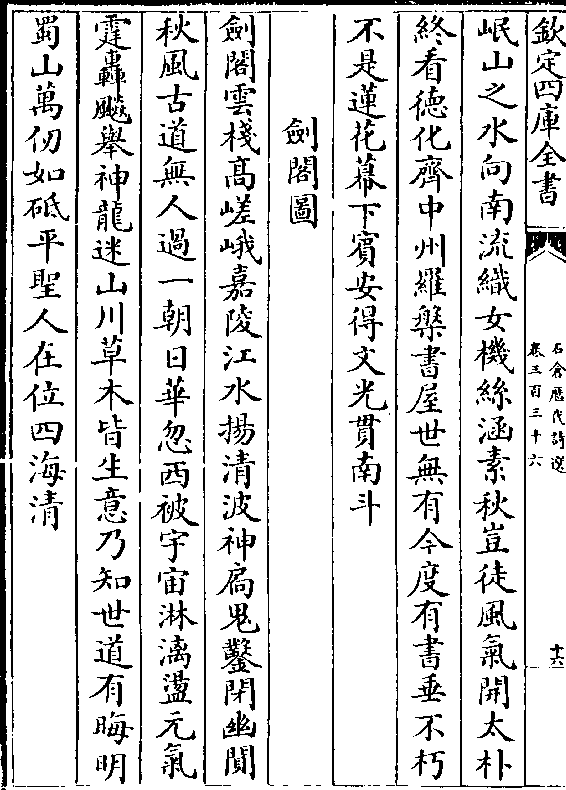 欽定四庫全書
石倉歷代詩選
卷三百三十六
十六
岷山之水向南流織女機絲涵素秋豈徒風氣開太朴
終看德化齊中州羅槃書屋世無有今度有書垂不朽
不是蓮花幕下賓安得文光貫南斗
劍閣圖
劍閣雲棧髙嵯峨嘉陵江水揚清波神扃鬼鑿閉幽閴
秋風古道無人過一朝日華忽西被宇宙淋漓盪元氣
霆轟飈舉神龍迷山川草木皆生意乃知世道有晦明
蜀山萬仞如砥平聖人在位四海清